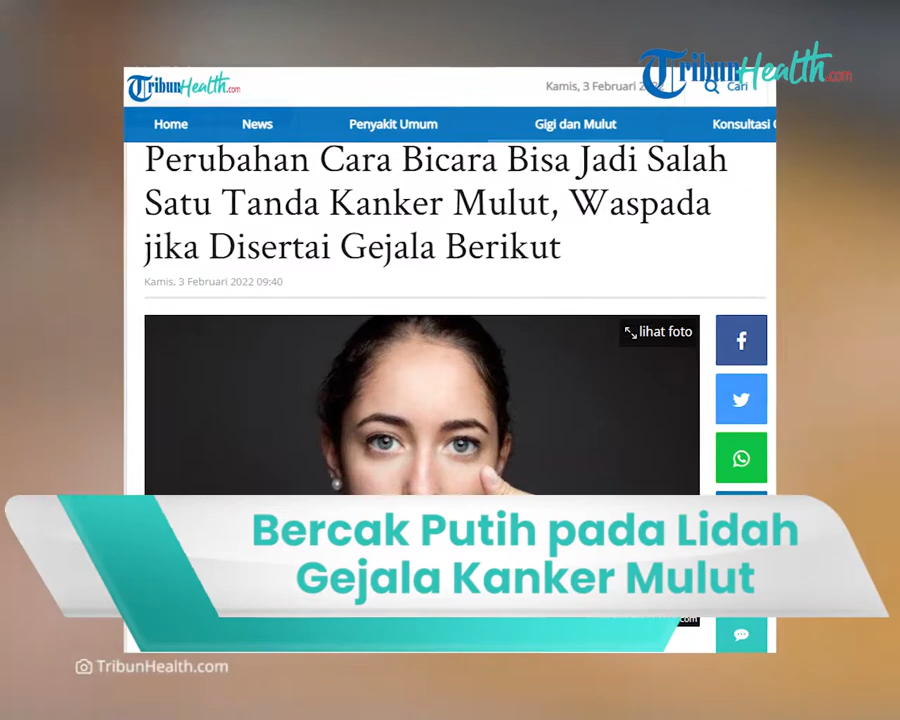 TribunHealth.com
TribunHealth.com
Kamis, 3 Februari 2
Cari
Home News Penyakit Umum Gigi dan Mulut Konsultasi
Perubahan Cara Bicara Bisa Jadi Salah
Satu Tanda Kanker Mulut, Waspada
jika Disertai Gejala Berikut
Kamis, 3 Februari 2022 09:40
lihat foto
Bercak Putih pada Lidah
Gejala Kanker Mulut
com
TribunHealth.com